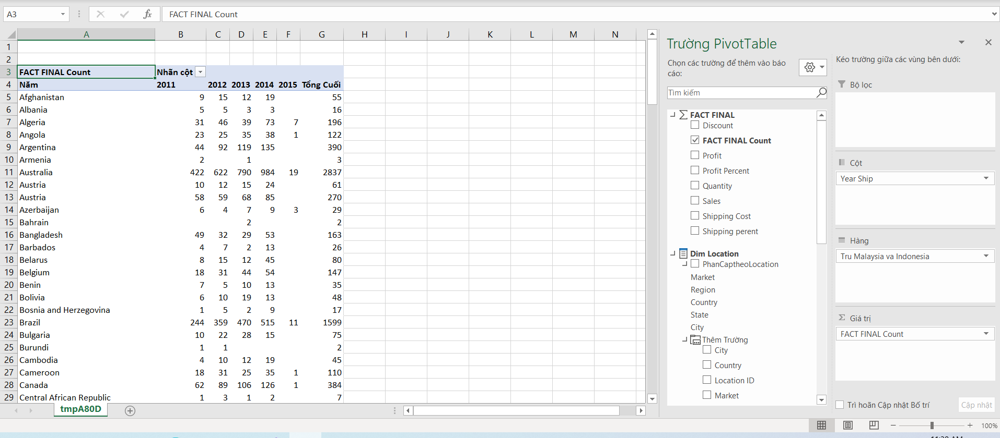 A3
fx
FACT FINAL Count
A B C D E F G H I J K L M N
1
2
3 FACT FINAL Count Nhãn cột
4 Năm 2011 2012 2013 2014 2015 Tổng Cuối
5 Afghanistan 9 15 12 19 55
6 Albania 5 5 3 3 16
7 Algeria 31 46 39 73 7 196
8 Angola 23 25 35 38 1 122
9 Argentina 44 92 119 135 390
10 Armenia 2 1 3
11 Australia 422 622 790 984 19 2837
12 Austria 10 12 15 24 61
13 Austria 58 59 68 85 270
14 Azerbaijan 6 4 7 9 3 29
15 Bahrain 2 2
16 Bangladesh 49 32 29 53 163
17 Barbados 4 7 2 13 26
18 Belarus 8 15 12 45 80
19 Belgium 18 31 44 54 147
20 Benin 7 5 10 13 35
21 Bolivia 6 10 19 13 48
22 Bosnia and Herzegovina 1 5 2 9 17
23 Brazil 244 359 470 515 11 1599
24 Bulgaria 10 22 28 15 75
25 Burundi 1 1 2
26 Cambodia 4 10 12 19 45
27 Cameroon 18 31 25 35 1 110
28 Canada 62 89 106 126 1 384
29 Central African Republic 1 3 1 2 7
tmpA80D
Trường PivotTable
Chọn các trường để thêm vào báo
cáo:
Tìm kiếm
FACT FINAL
Discount
FACT FINAL Count
Profit
Profit Percent
Quantity
Sales
Shipping Cost
Shipping perent
Dim Location
PhanCaptheoLocation
Market
Region
Country
State
City
Thêm Trường
City
Country
Location ID
Market
Kéo trường giữa các vùng bên dưới:
Bộ lọc
Cột
Year Ship
Hàng
Tru Malaysia va Indonesia
Σ Giá trị
FACT FINAL Count
Trì hoãn Cập nhật Bố trí
Cập nhật
100%